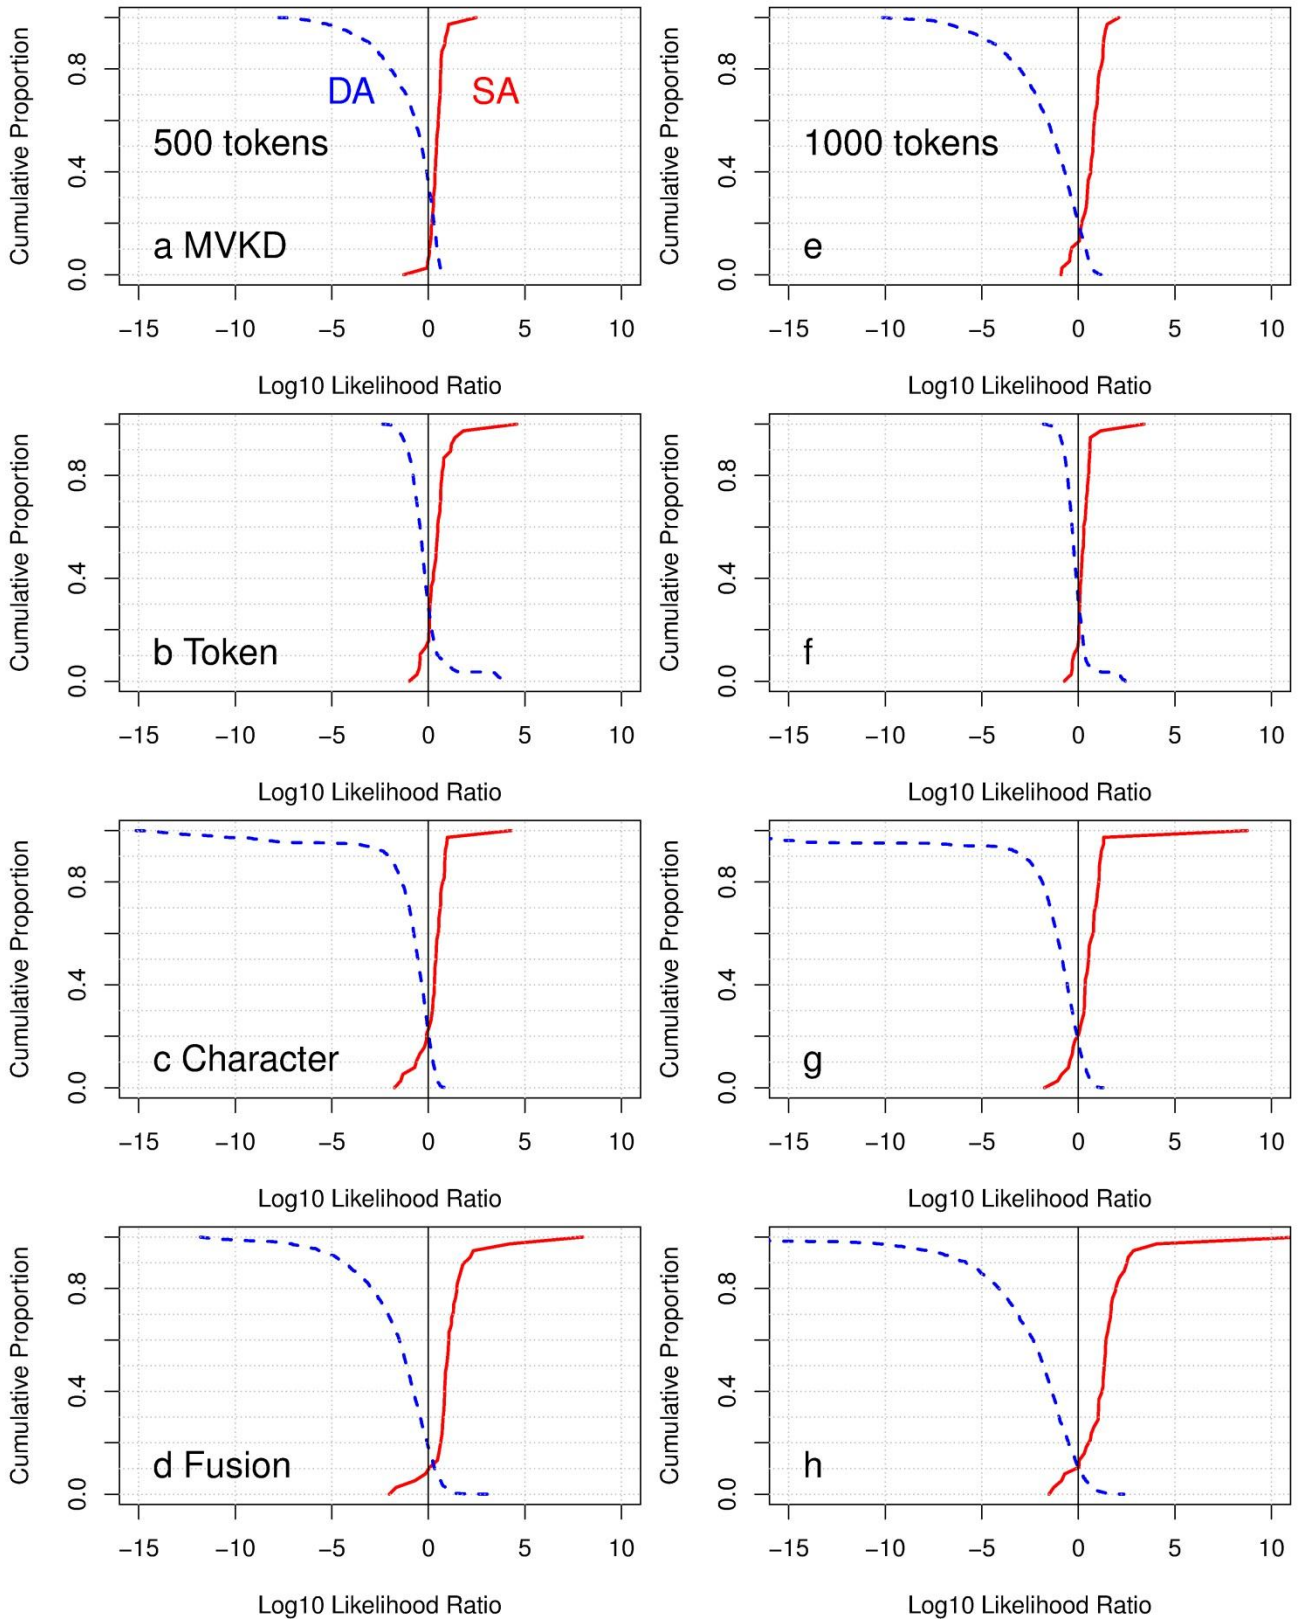 Cumulative Proportion
0.8
0.4
0.0
DA
SA
500 tokens
a MVKD
−15 −10 −5 0 5 10
Log10 Likelihood Ratio
Cumulative Proportion
0.8
0.4
0.0
1000 tokens
e
−15 −10 −5 0 5 10
Log10 Likelihood Ratio
Cumulative Proportion
0.8
0.4
0.0
b Token
−15 −10 −5 0 5 10
Log10 Likelihood Ratio
Cumulative Proportion
0.8
0.4
0.0
f
−15 −10 −5 0 5 10
Log10 Likelihood Ratio
Cumulative Proportion
0.8
0.4
0.0
c Character
−15 −10 −5 0 5 10
Log10 Likelihood Ratio
Cumulative Proportion
0.8
0.4
0.0
g
−15 −10 −5 0 5 10
Log10 Likelihood Ratio
Cumulative Proportion
0.8
0.4
0.0
d Fusion
−15 −10 −5 0 5 10
Log10 Likelihood Ratio
Cumulative Proportion
0.8
0.4
0.0
h
−15 −10 −5 0 5 10
Log10 Likelihood Ratio